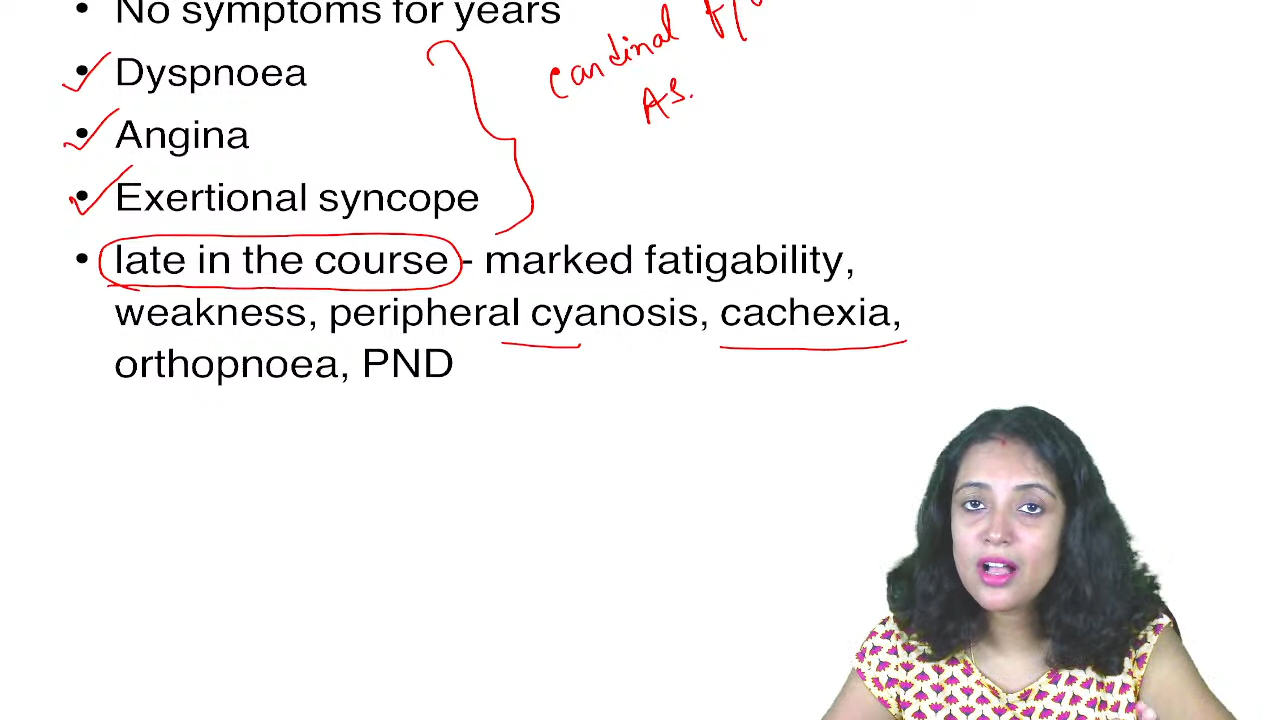 • No symptoms for years
• Dyspnoea
• Angina
• Exertional syncope
• late in the course - marked fatigability,
weakness, peripheral cyanosis, cachexia,
orthopnoea, PND
cardinal
AS.